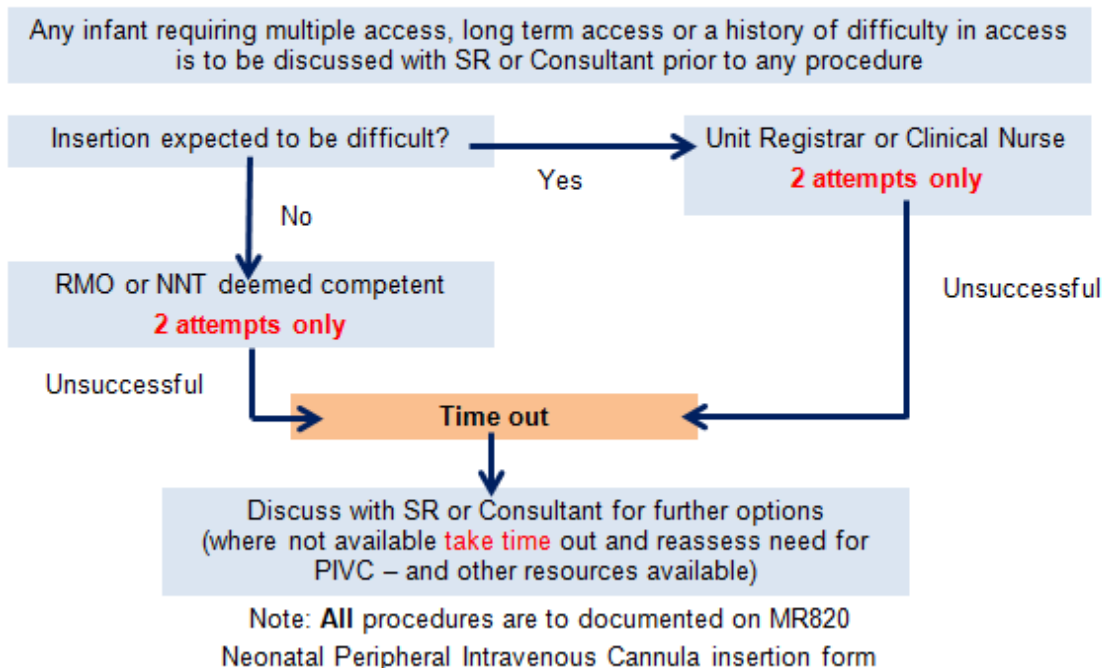 Any infant requiring multiple access, long term access or a history of difficulty in access
is to be discussed with SR or Consultant prior to any procedure
Insertion expected to be difficult?
Yes
Unit Registrar or Clinical Nurse
2 attempts only
No
RMO or NNT deemed competent
2 attempts only
Unsuccessful
Unsuccessful
Time out
Discuss with SR or Consultant for further options
(where not available take time out and reassess need for
PIVC – and other resources available)
Note: All procedures are to documented on MR820
Neonatal Peripheral Intravenous Cannula insertion form